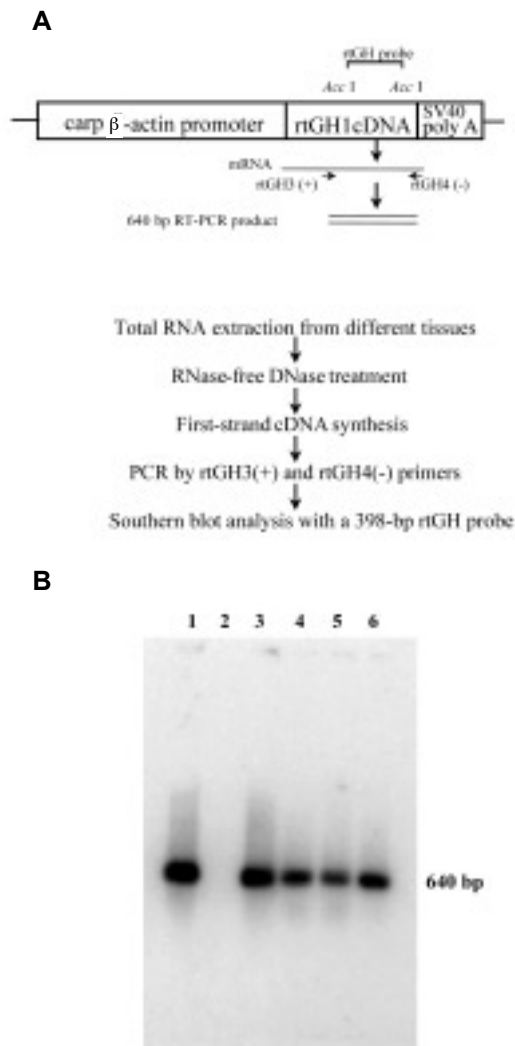 A
rtGH probe
Acc 1 Acc 1
carp β-actin promoter
rtGH1cDNA
SV40
poly A
mRNA
rtGH3 (+) rtGH4 (-)
640 bp RT-PCR product
Total RNA extraction from different tissues
RNase-free DNase treatment
First-strand cDNA synthesis
PCR by rtGH3(+) and rtGH4(-) primers
Southern blot analysis with a 398-bp rtGH probe
B
1 2 3 4 5 6
640 bp